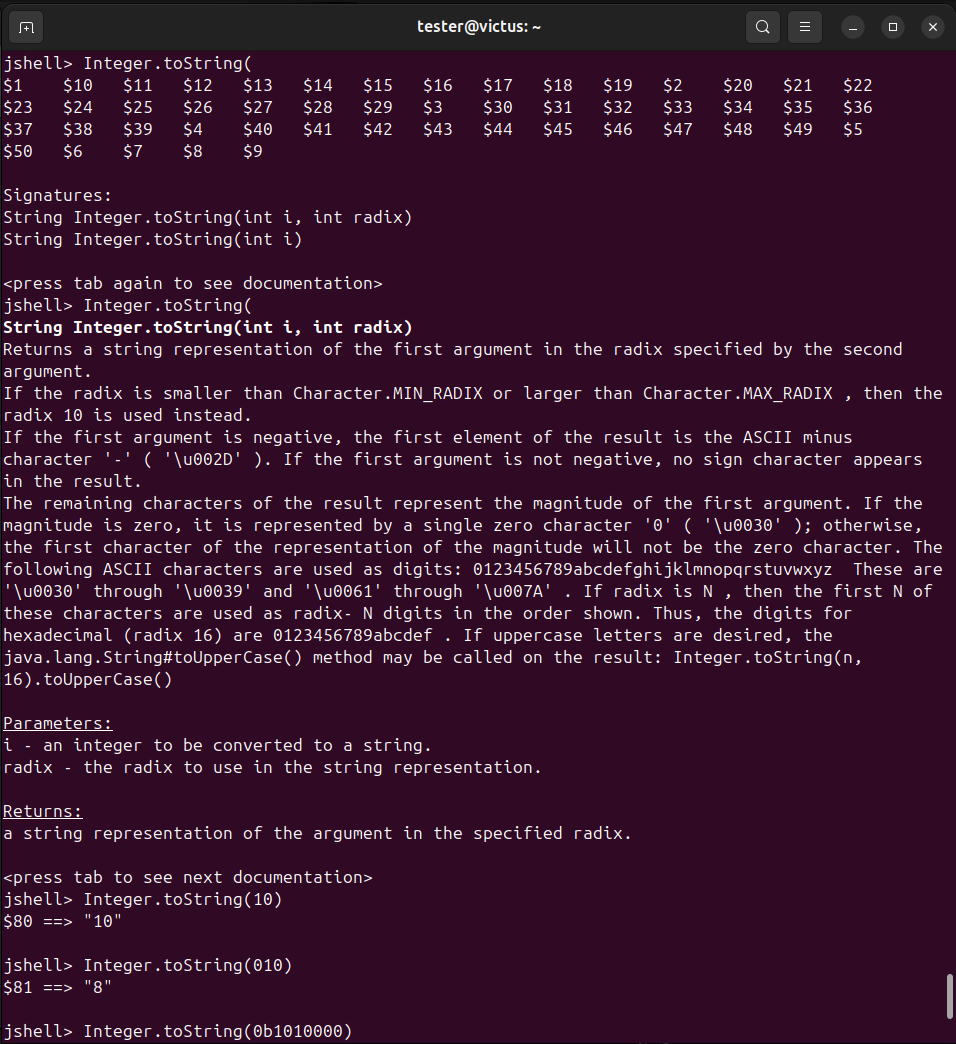 tester@victus: ~
jshell> Integer.toString(
$1 $10 $11 $12 $13 $14 $15 $16 $17 $18 $19 $2 $20 $21 $22
$23 $24 $25 $26 $27 $28 $29 $3 $30 $31 $32 $33 $34 $35 $36
$37 $38 $39 $4 $40 $41 $42 $43 $44 $45 $46 $47 $48 $49 $5
$50 $6 $7 $8 $9
Signatures:
String Integer.toString(int i, int radix)
String Integer.toString(int i)
<press tab again to see documentation>
jshell> Integer.toString(
String Integer.toString(int i, int radix)
Returns a string representation of the first argument in the radix specified by the second
argument.
If the radix is smaller than Character.MIN_RADIX or larger than Character.MAX_RADIX , then the
radix 10 is used instead.
If the first argument is negative, the first element of the result is the ASCII minus
character '-' ( '\u002D' ). If the first argument is not negative, no sign character appears
in the result.
The remaining characters of the result represent the magnitude of the first argument. If the
magnitude is zero, it is represented by a single zero character '0' ( '\u0030' ); otherwise,
the first character of the representation of the magnitude will not be the zero character. The
following ASCII characters are used as digits: 0123456789abcdefghijklmnopqrstuvwxyz  These are
'\u0030' through '\u0039' and '\u0061' through '\u007A' . If radix is N , then the first N of
these characters are used as radix- N digits in the order shown. Thus, the digits for
hexadecimal (radix 16) are 0123456789abcdef . If uppercase letters are desired, the
java.lang.String#toUpperCase() method may be called on the result: Integer.toString(n,
16).toUpperCase()
Parameters:
i - an integer to be converted to a string.
radix - the radix to use in the string representation.
Returns:
a string representation of the argument in the specified radix.
<press tab to see next documentation>
jshell> Integer.toString(10)
$80 ==> "10"
jshell> Integer.toString(010)
$81 ==> "8"
jshell> Integer.toString(0b1010000)